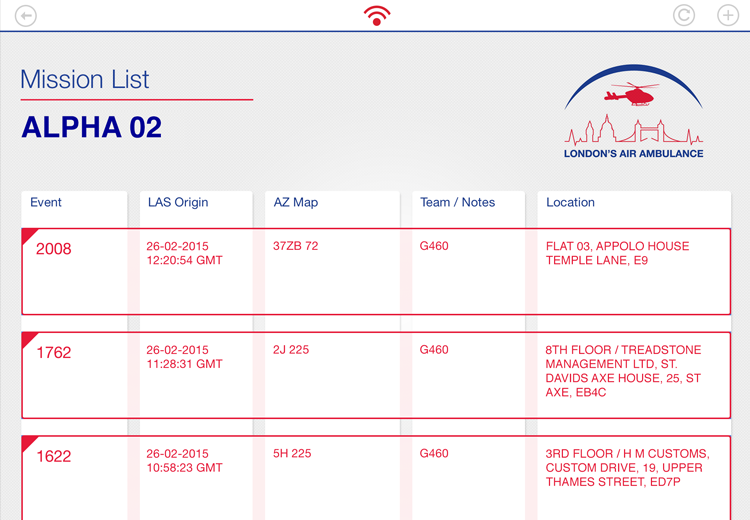 Mission List
ALPHA 02
LONDON'S AIR AMBULANCE
Event
LAS Origin
AZ Map
Team / Notes
Location
2008
26-02-2015
12:20:54 GMT
37ZB 72
G460
FLAT 03, APPOLO HOUSE
TEMPLE LANE, E9
1762
26-02-2015
11:28:31 GMT
2J 225
G460
8TH FLOOR / TREADSTONE
MANAGEMENT LTD, ST.
DAVIDS AXE HOUSE, 25, ST
AXE, EB4C
1622
26-02-2015
10:58:23 GMT
5H 225
G460
3RD FLOOR / H M CUSTOMS,
CUSTOM DRIVE, 19, UPPER
THAMES STREET, ED7P